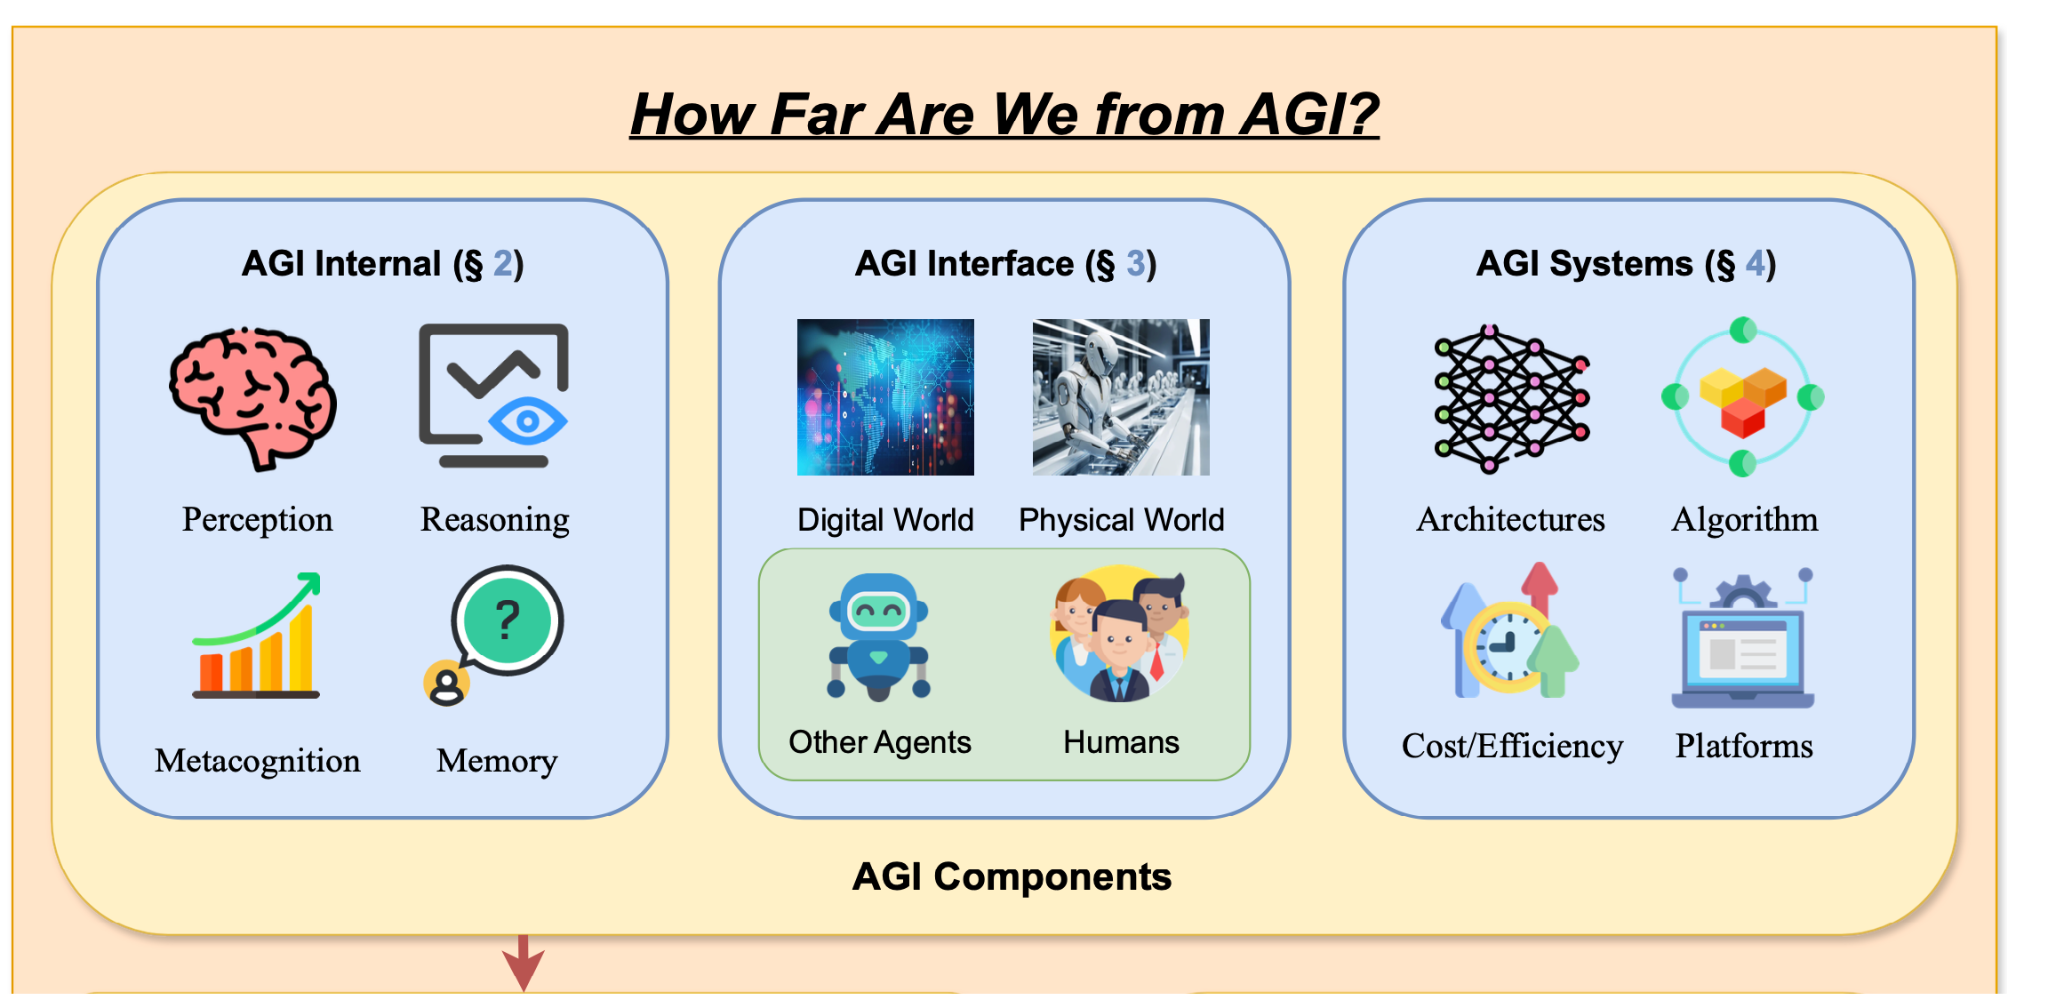 How Far Are We from AGI?
AGI Internal (§ 2)
Perception
Reasoning
Metacognition
?
Memory
AGI Interface (§ 3)
Digital World
Physical World
Other Agents
Humans
AGI Systems (§ 4)
Architectures
Algorithm
Cost/Efficiency
Platforms
AGI Components